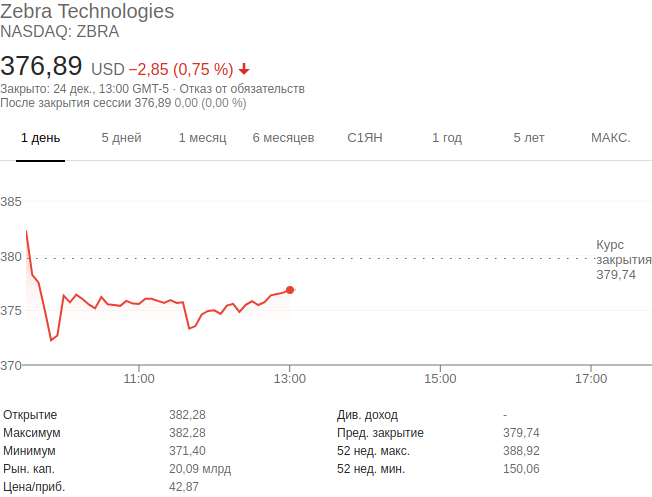 Zebra Technologies
NASDAQ: ZBRA
376,89 USD −2,85 (0,75 %)
Закрыто: 24 дек., 13:00 GMT-5 · Отказ от обязательств
После закрытия сессии 376,89 0,00 (0,00 %)
1 день 5 дней 1 месяц 6 месяцев С1ЯН 1 год 5 лет МАКС.
385
380
375
370
Курс
закрытия
379,74
11:00 13:00 15:00 17:00
Открытие 382,28 Див. доход -
Максимум 382,28 Пред. закрытие 379,74
Минимум 371,40 52 нед. макс. 388,92
Рын. кап. 20,09 млрд 52 нед. мин. 150,06
Цена/приб. 42,87